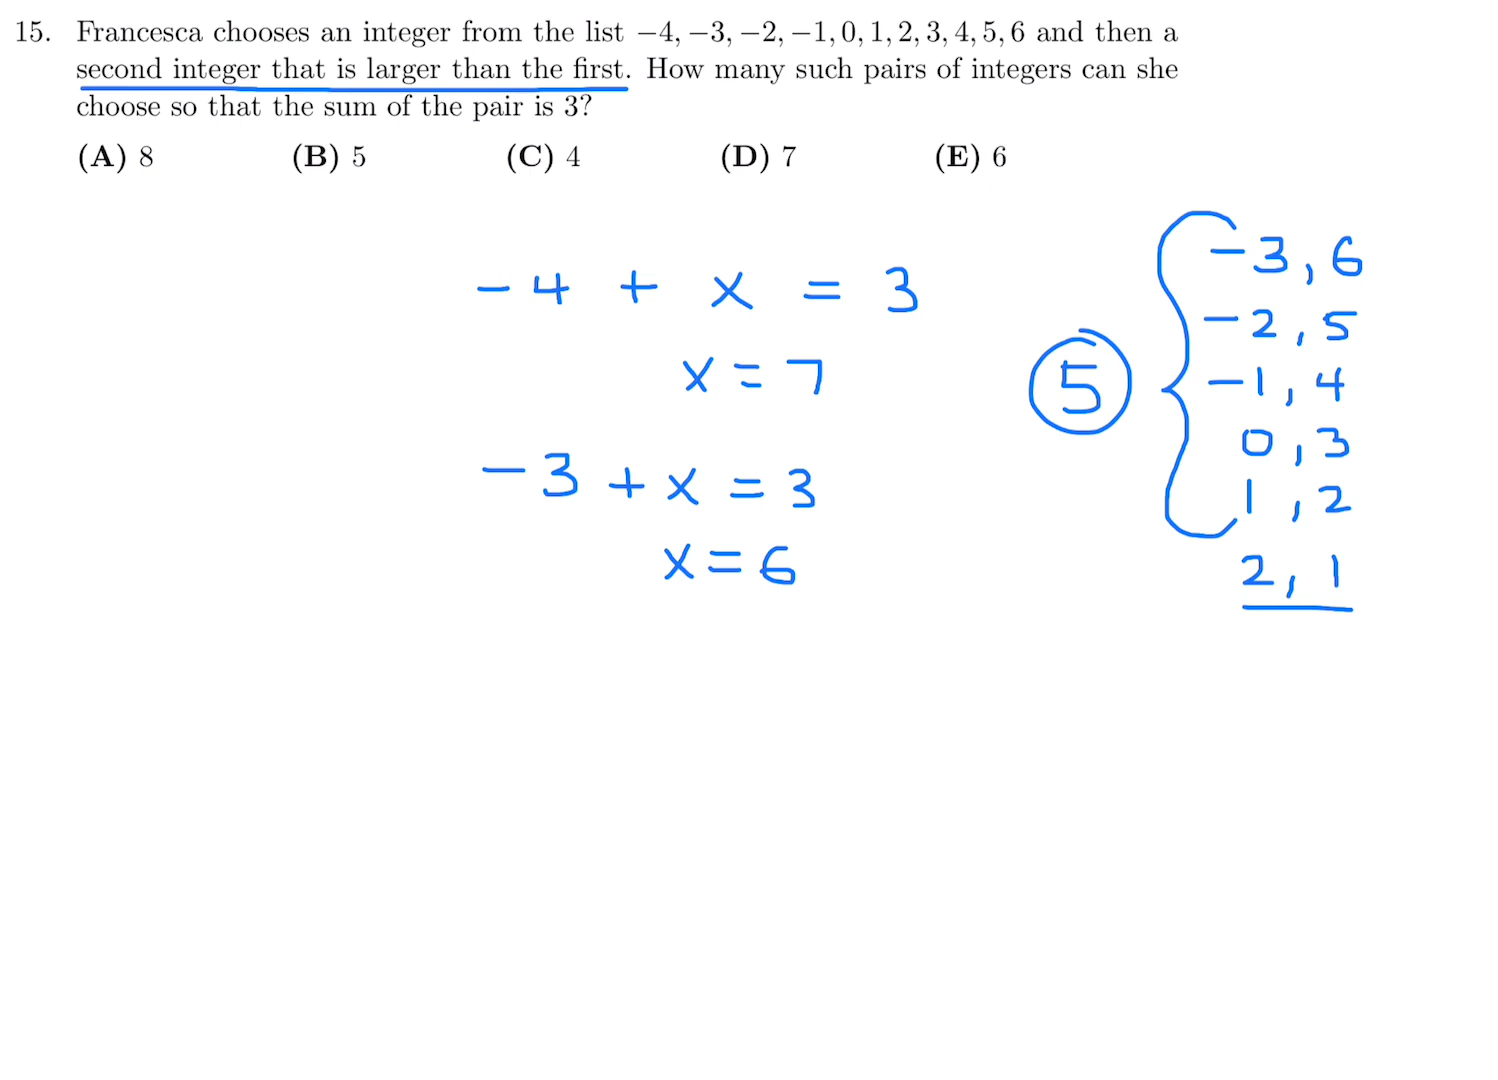 15. Francesca chooses an integer from the list −4, −3, −2, −1, 0, 1, 2, 3, 4, 5, 6 and then a
second integer that is larger than the first. How many such pairs of integers can she
choose so that the sum of the pair is 3?
(A) 8 (B) 5 (C) 4 (D) 7 (E) 6
−4 + x = 3
x = 7
−3 + x = 3
x = 6
5
−3, 6
−2, 5
−1, 4
0, 3
1, 2
2, 1